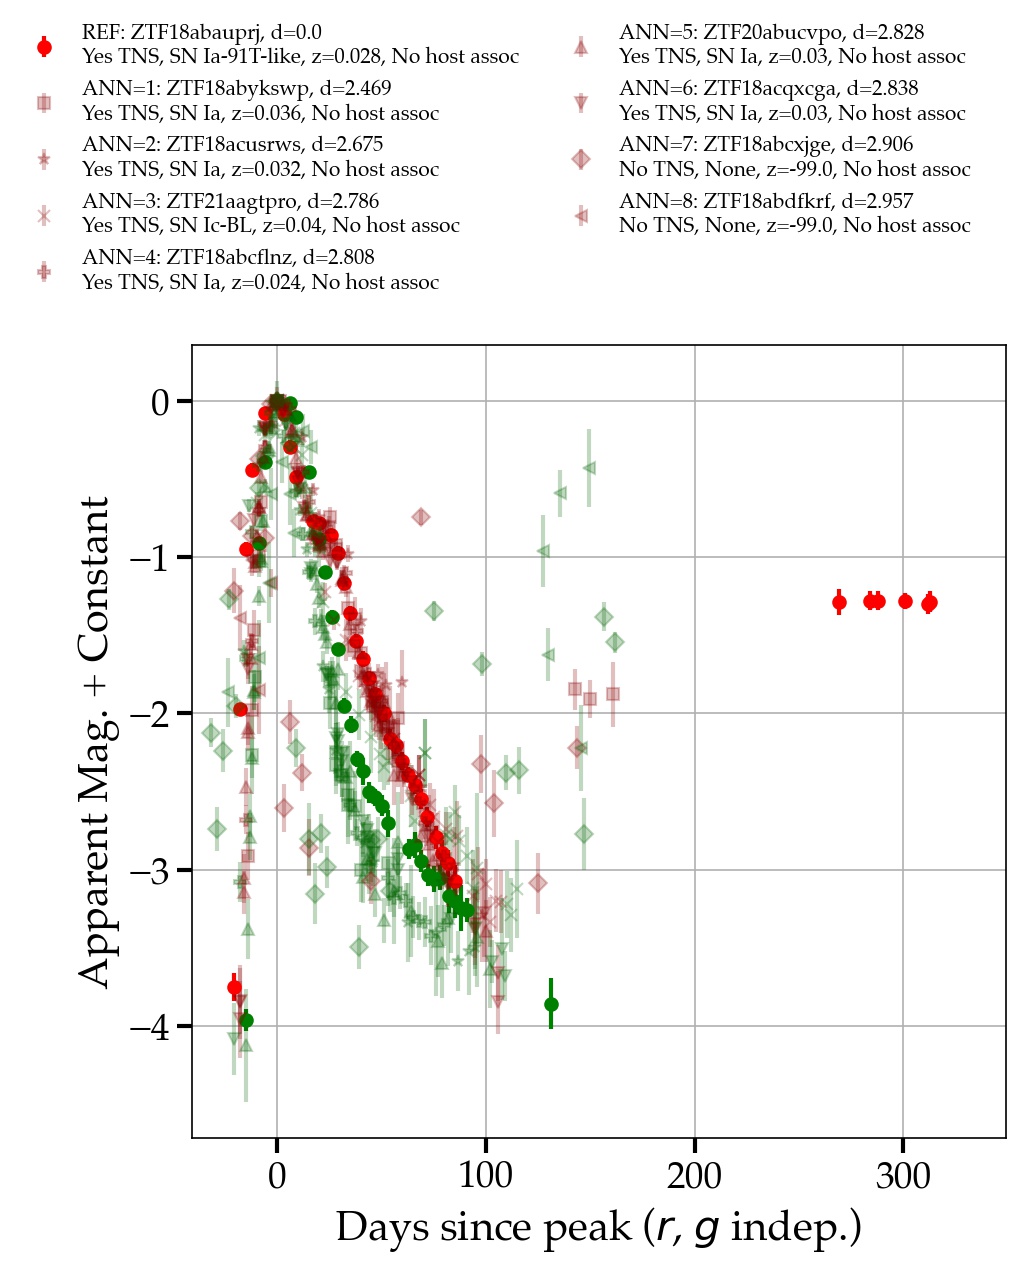 REF: ZTF18abauprj, d=0.0
Yes TNS, SN Ia-91T-like, z=0.028, No host assoc
ANN=1: ZTF18abykswp, d=2.469
Yes TNS, SN Ia, z=0.036, No host assoc
ANN=2: ZTF18acusrws, d=2.675
Yes TNS, SN Ia, z=0.032, No host assoc
ANN=3: ZTF21aagtpro, d=2.786
Yes TNS, SN Ic-BL, z=0.04, No host assoc
ANN=4: ZTF18abcflnz, d=2.808
Yes TNS, SN Ia, z=0.024, No host assoc
ANN=5: ZTF20abucvpo, d=2.828
Yes TNS, SN Ia, z=0.03, No host assoc
ANN=6: ZTF18acqxcga, d=2.838
Yes TNS, SN Ia, z=0.03, No host assoc
ANN=7: ZTF18abcxjge, d=2.906
No TNS, None, z=-99.0, No host assoc
ANN=8: ZTF18abdfkrf, d=2.957
No TNS, None, z=-99.0, No host assoc
Apparent Mag. + Constant
0
−1
−2
−3
−4
0
100
200
300
Days since peak (r, g indep.)